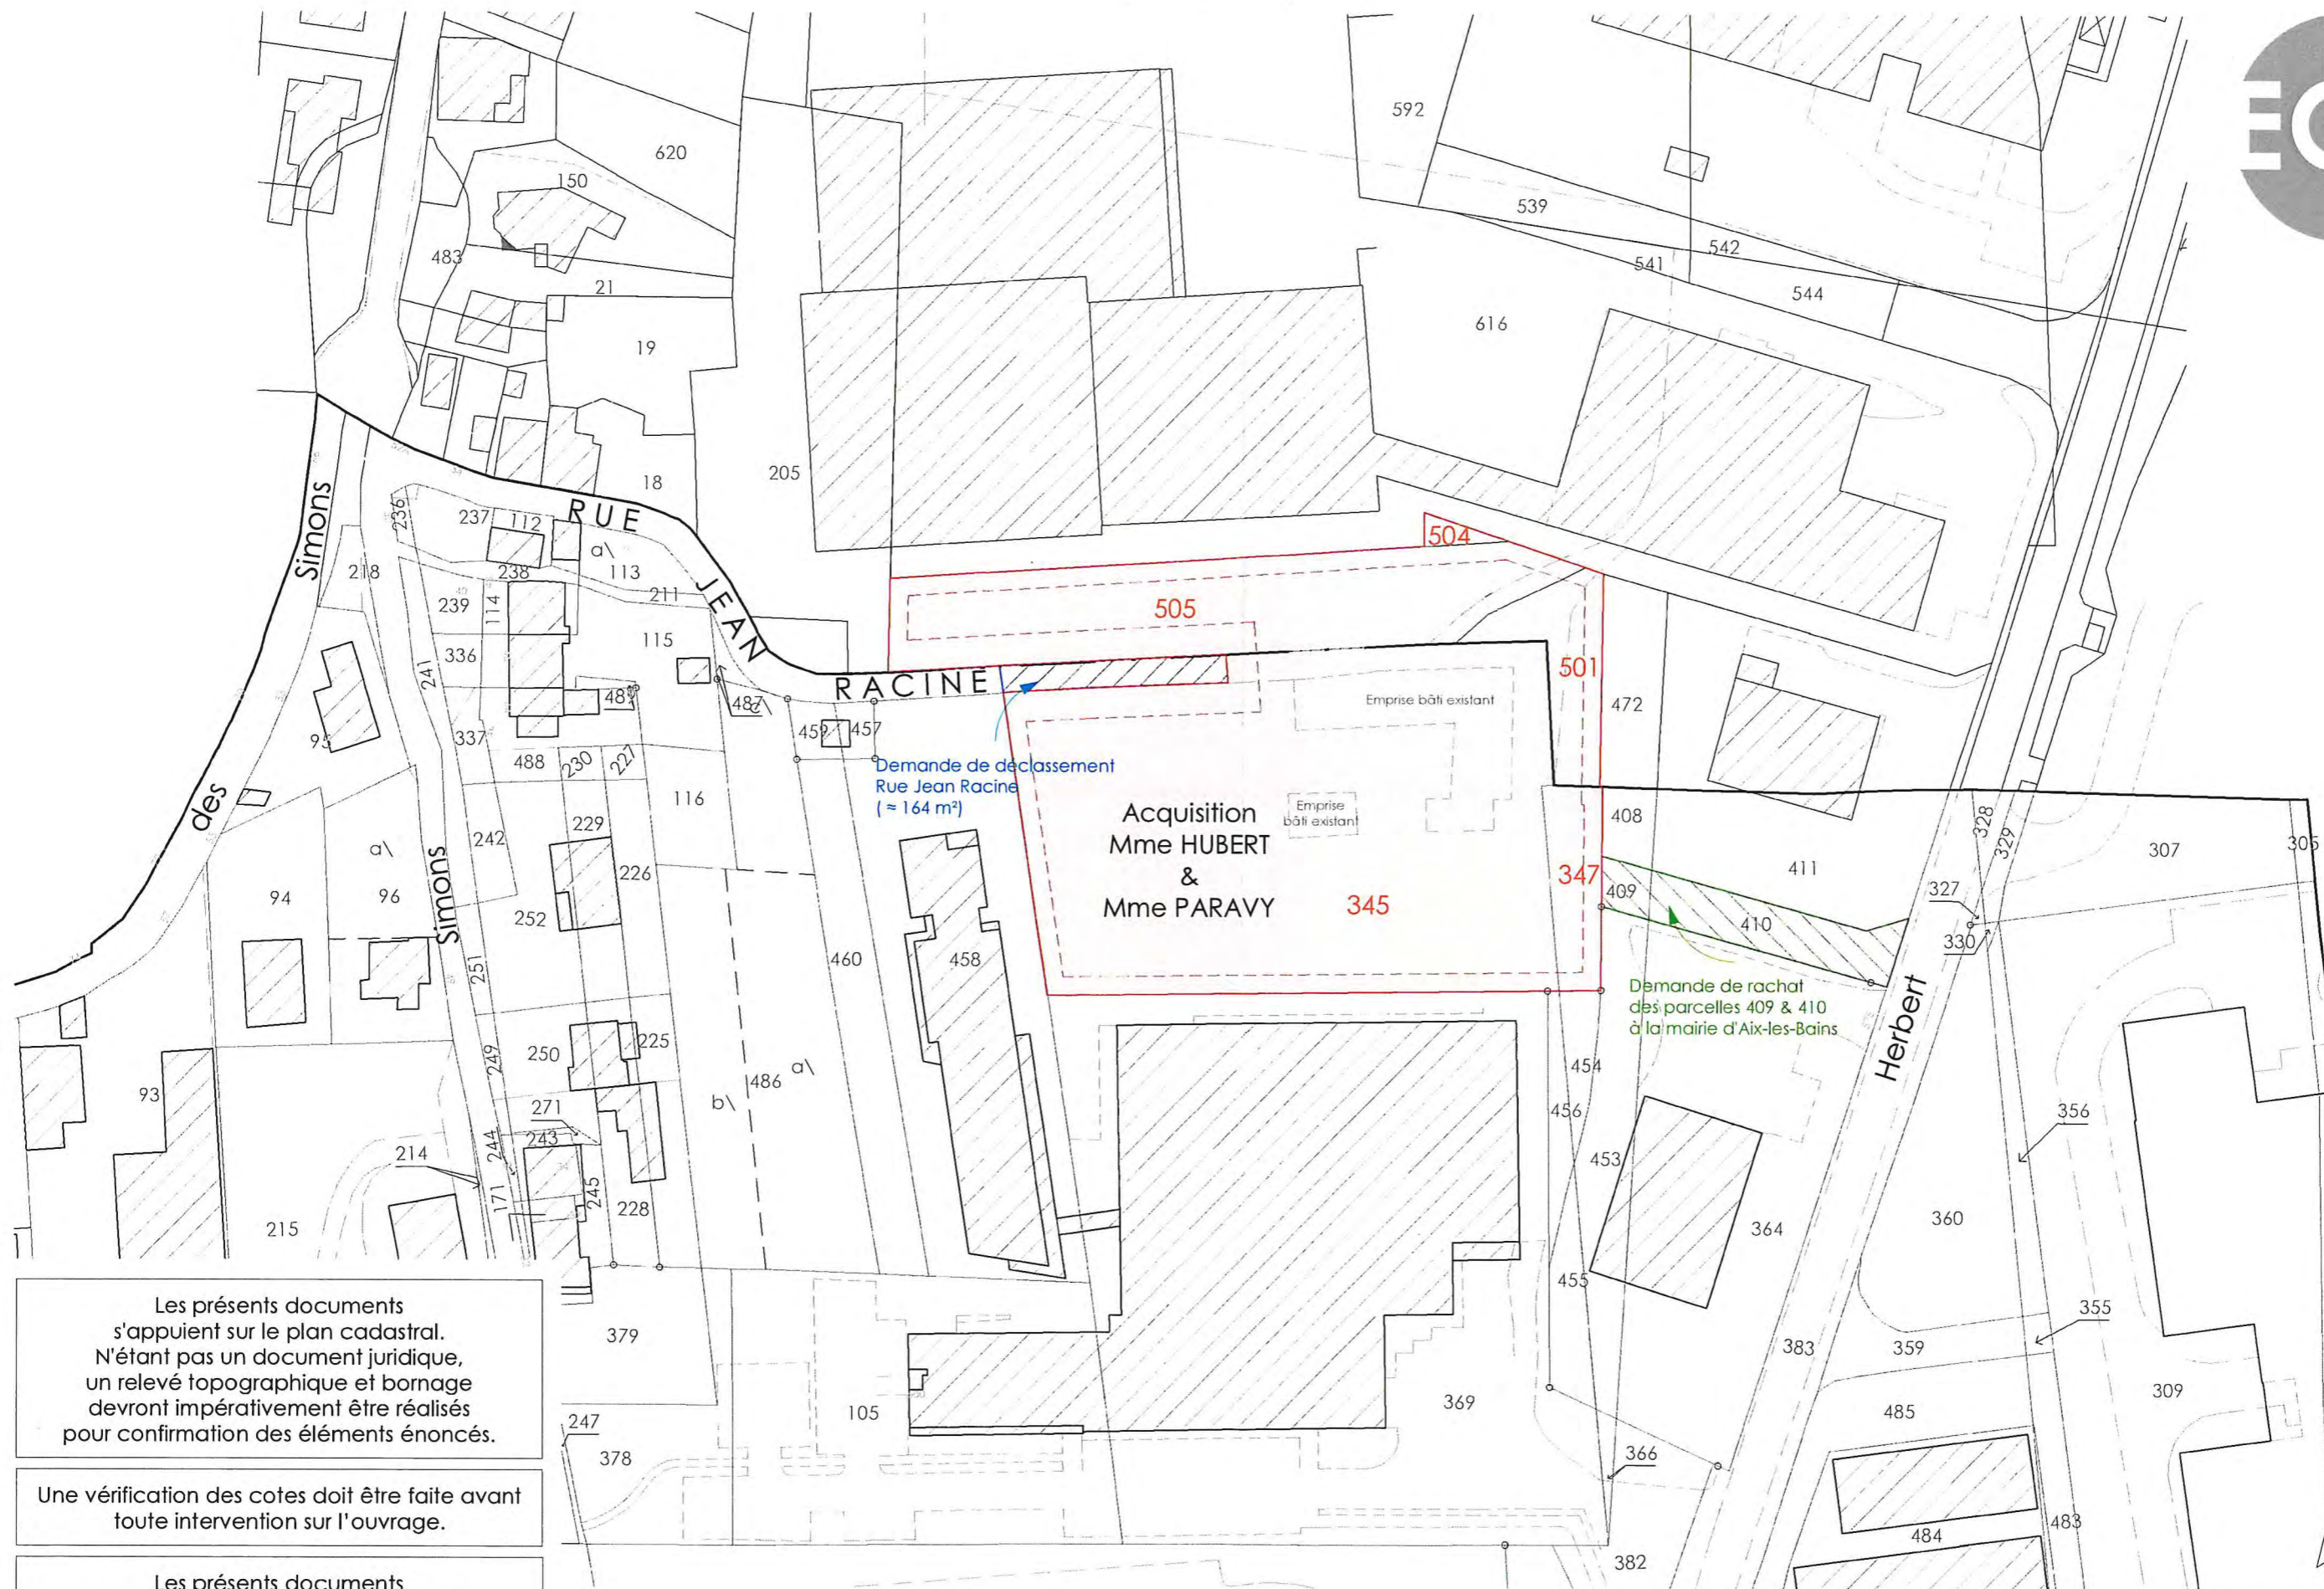 EC
592
620
150
539
483
542
541
21
544
19
616
205
18
Simons
236
237
112
RUE
504
a\
113
218
238
211
JEAN
505
239
114
115
336
241
501
RACINE
Emprise bâti existant
472
487
459
457
95
337
488
230
227
Demande de déclassement
Rue Jean Racine
( ≈ 164 m²)
116
des
Acquisition
Mme HUBERT
&
Mme PARAVY
Emprise
bâti existant
408
328
329
307
305
229
242
a\
411
226
347
327
94
96
Simons
345
409
410
252
330
251
460
458
Demande de rachat
des parcelles 409 & 410
à la mairie d'Aix-les-Bains
Herbert
250
249
225
486
a\
454
93
b\
271
456
356
243
244
214
453
171
245
228
215
364
360
455
Les présents documents
s'appuient sur le plan cadastral.
N'étant pas un document juridique,
un relevé topographique et bornage
devront impérativement être réalisés
pour confirmation des éléments énoncés.
379
355
383
359
309
105
369
485
247
378
366
Une vérification des cotes doit être faite avant
toute intervention sur l'ouvrage.
483
484
382
Les présents documents